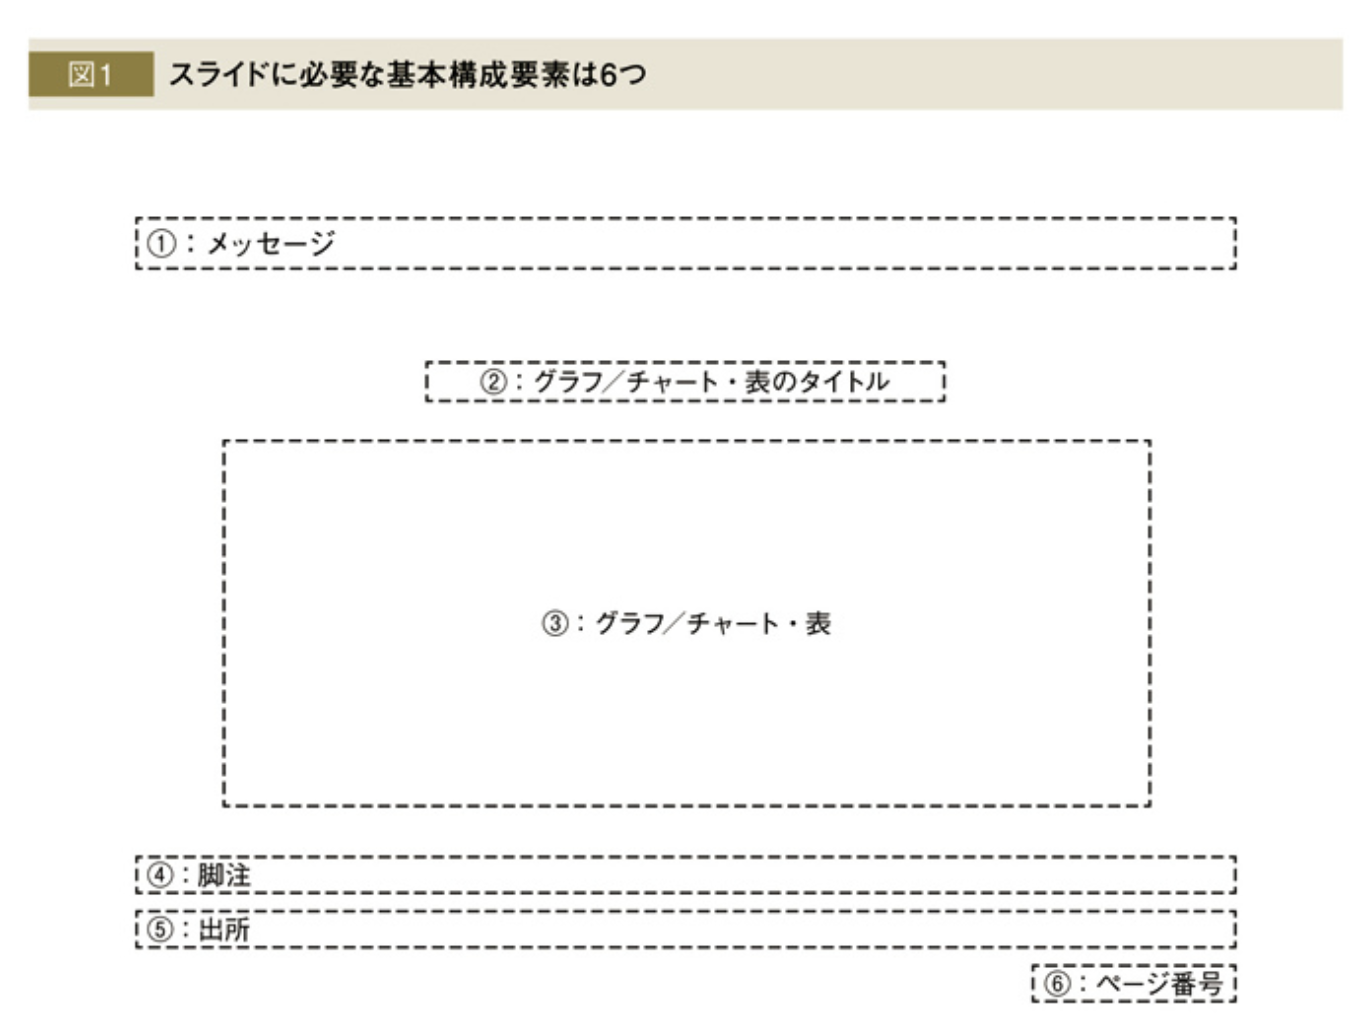 図1 スライドに必要な基本構成要素は6つ
①：メッセージ
②：グラフ／チャート・表のタイトル
③：グラフ／チャート・表
④：脚注
⑤：出所
⑥：ページ番号